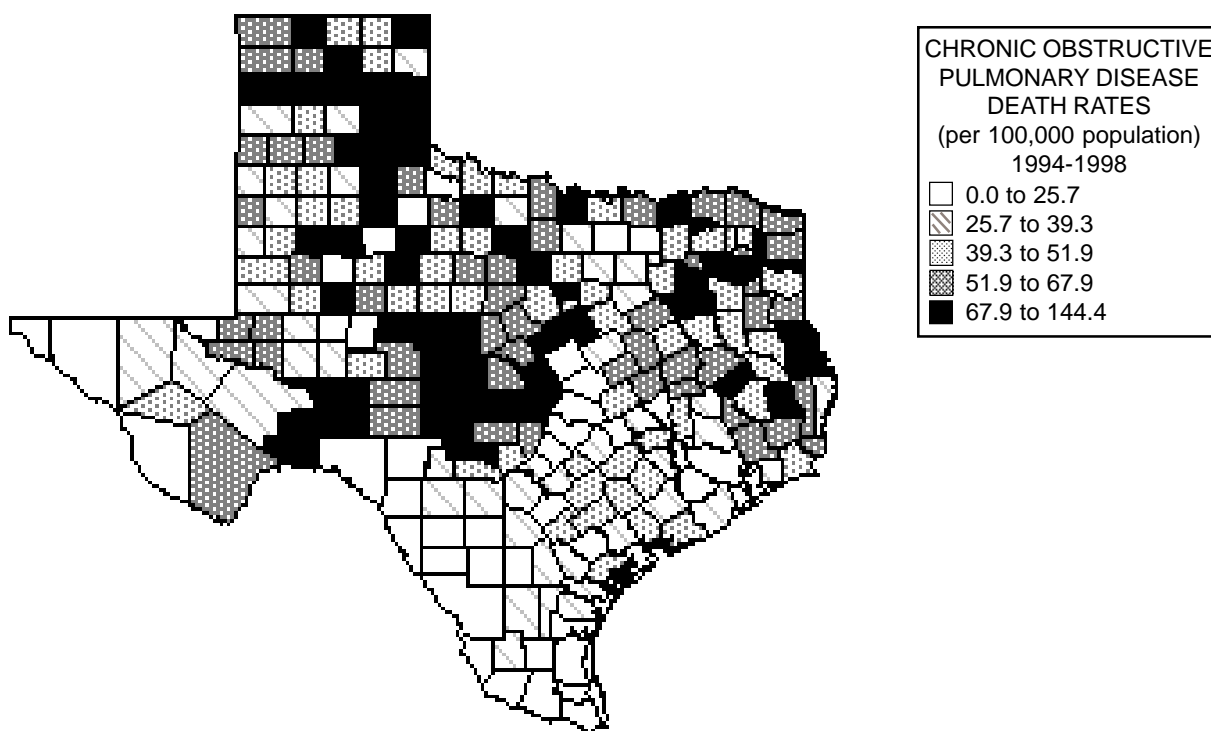 CHRONIC OBSTRUCTIVE
PULMONARY DISEASE
DEATH RATES
(per 100,000 population)
1994-1998
0.0 to 25.7
25.7 to 39.3
39.3 to 51.9
51.9 to 67.9
67.9 to 144.4